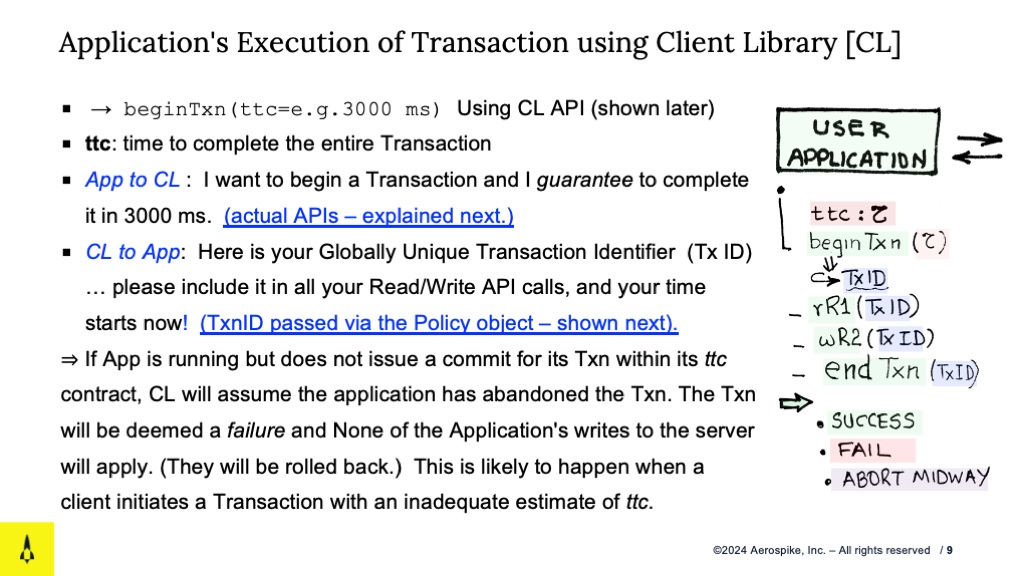 Application's Execution of Transaction using Client Library [CL]
▪ → beginTxn(ttc=e.g.3000 ms) Using CL API (shown later)
▪ ttc: time to complete the entire Transaction
▪ App to CL : I want to begin a Transaction and I guarantee to complete
it in 3000 ms. (actual APIs – explained next.)
▪ CL to App: Here is your Globally Unique Transaction Identifier (Tx ID)
… please include it in all your Read/Write API calls, and your time
starts now! (TxnID passed via the Policy object – shown next).
⇒ If App is running but does not issue a commit for its Txn within its ttc
contract, CL will assume the application has abandoned the Txn. The Txn
will be deemed a failure and None of the Application's writes to the server
will apply. (They will be rolled back.) This is likely to happen when a
client initiates a Transaction with an inadequate estimate of ttc.
USER
APPLICATION
ttc : τ
begin Txn (τ)
TxID
– rR1 (TxID)
– wR2 (TxID)
– end Txn (TxID)
• SUCCESS
• FAIL
• ABORT MIDWAY
©2024 Aerospike, Inc. – All rights reserved / 9